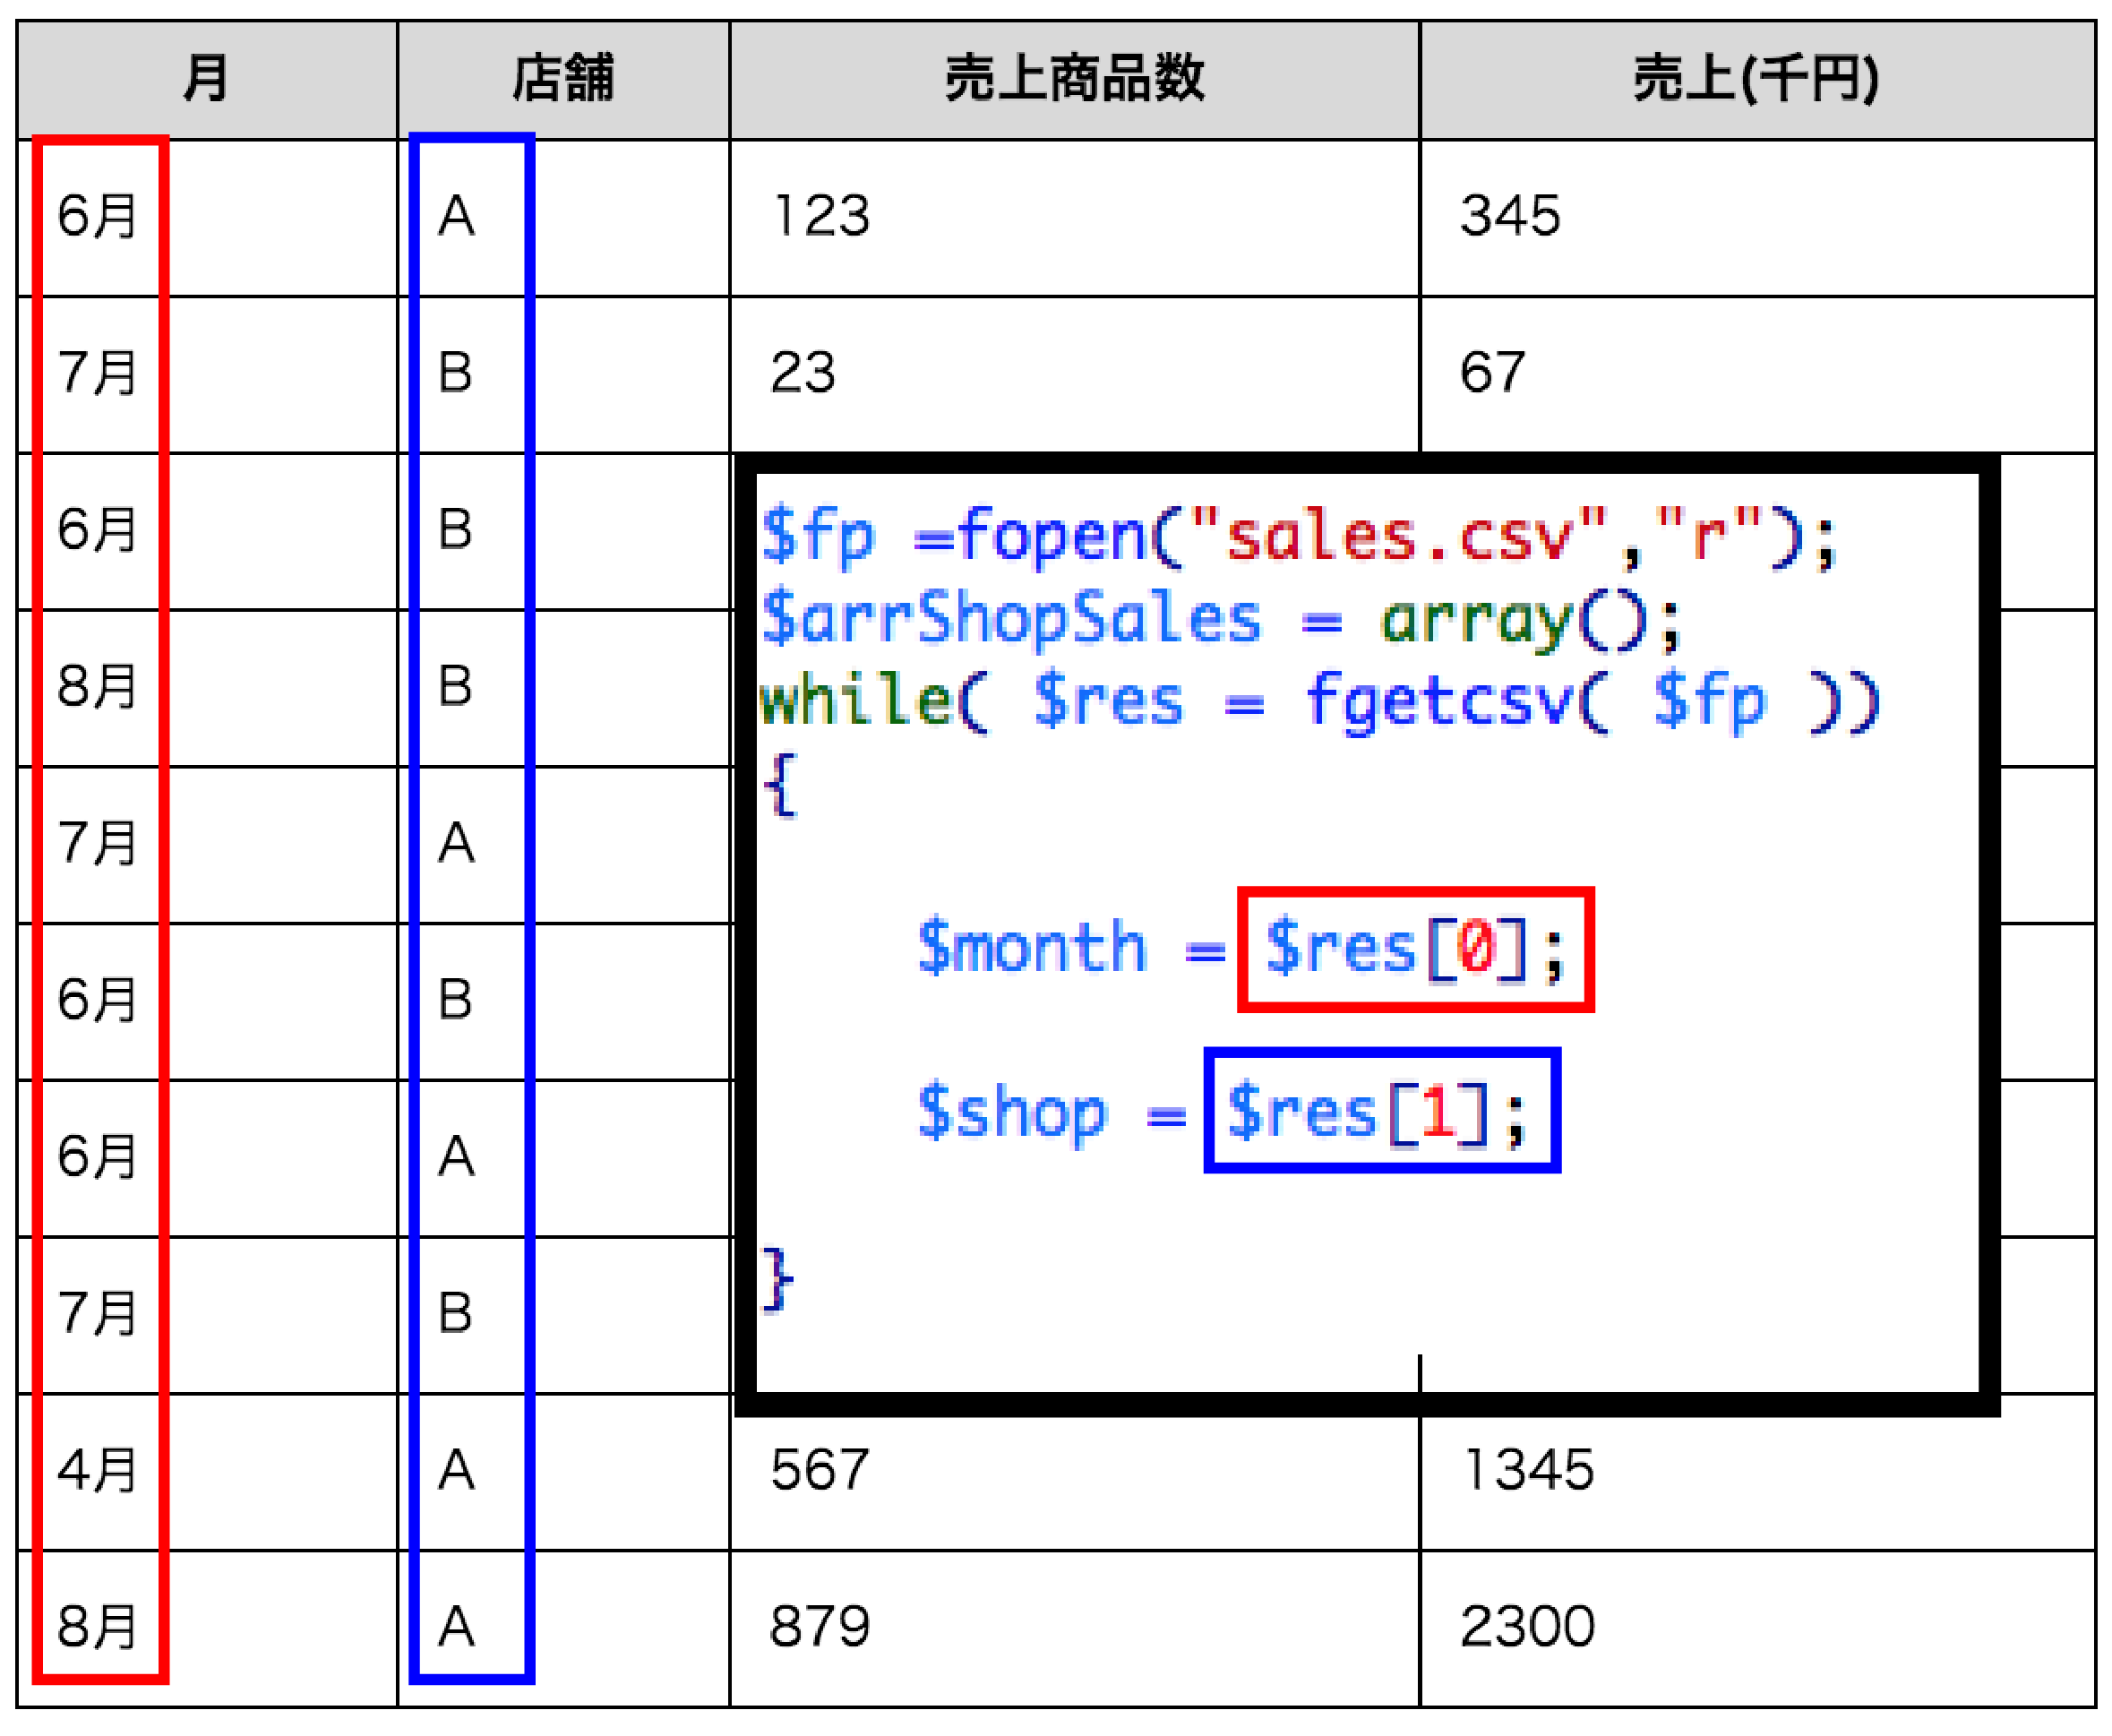 月 店舗 売上商品数 売上(千円)
6月 A 123 345
7月 B 23 67
6月 B
8月 B
7月 A
6月 B
6月 A
7月 B
4月 A 567 1345
8月 A 879 2300
$fp =fopen("sales.csv","r");
$arrShopSales = array();
while( $res = fgetcsv( $fp ))
{
$month = $res[0];
$shop = $res[1];
}